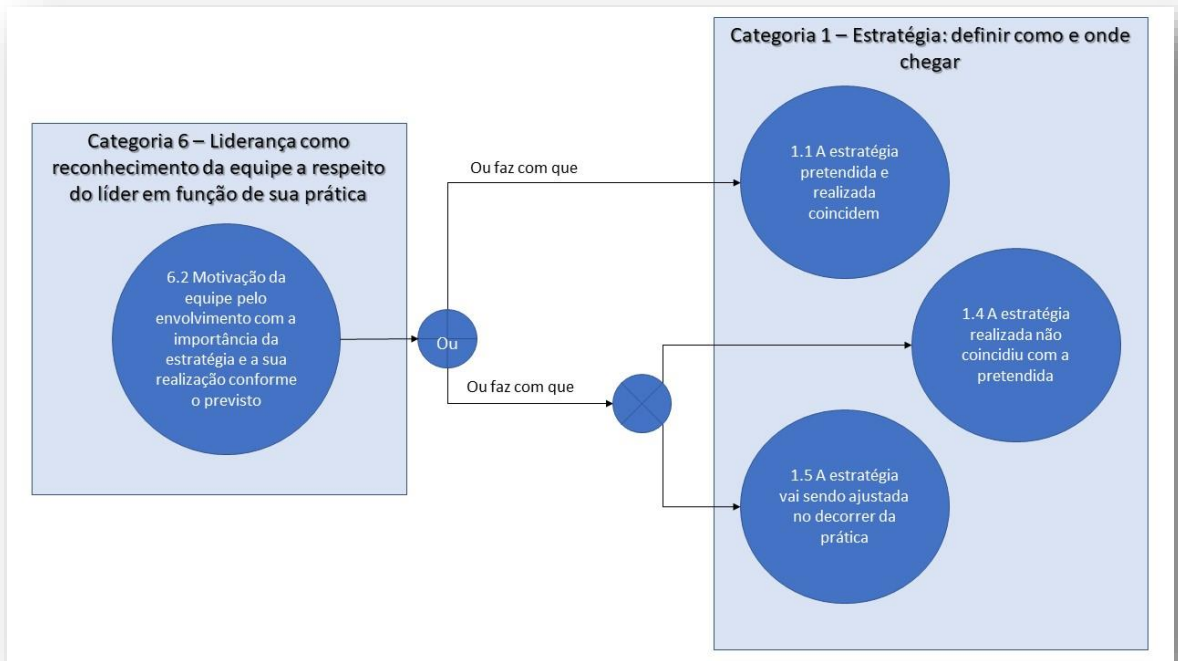 Categoria 1 – Estratégia: definir como e onde
chegar
Categoria 6 – Liderança como
reconhecimento da equipe a respeito
do líder em função de sua prática
6.2 Motivação da
equipe pelo
envolvimento com a
importância da
estratégia e a sua
realização conforme
o previsto
Ou
Ou faz com que
Ou faz com que
1.1 A estratégia
pretendida e
realizada
coincidem
1.4 A estratégia
realizada não
coincidiu com a
pretendida
1.5 A estratégia
vai sendo ajustada
no decorrer da
prática